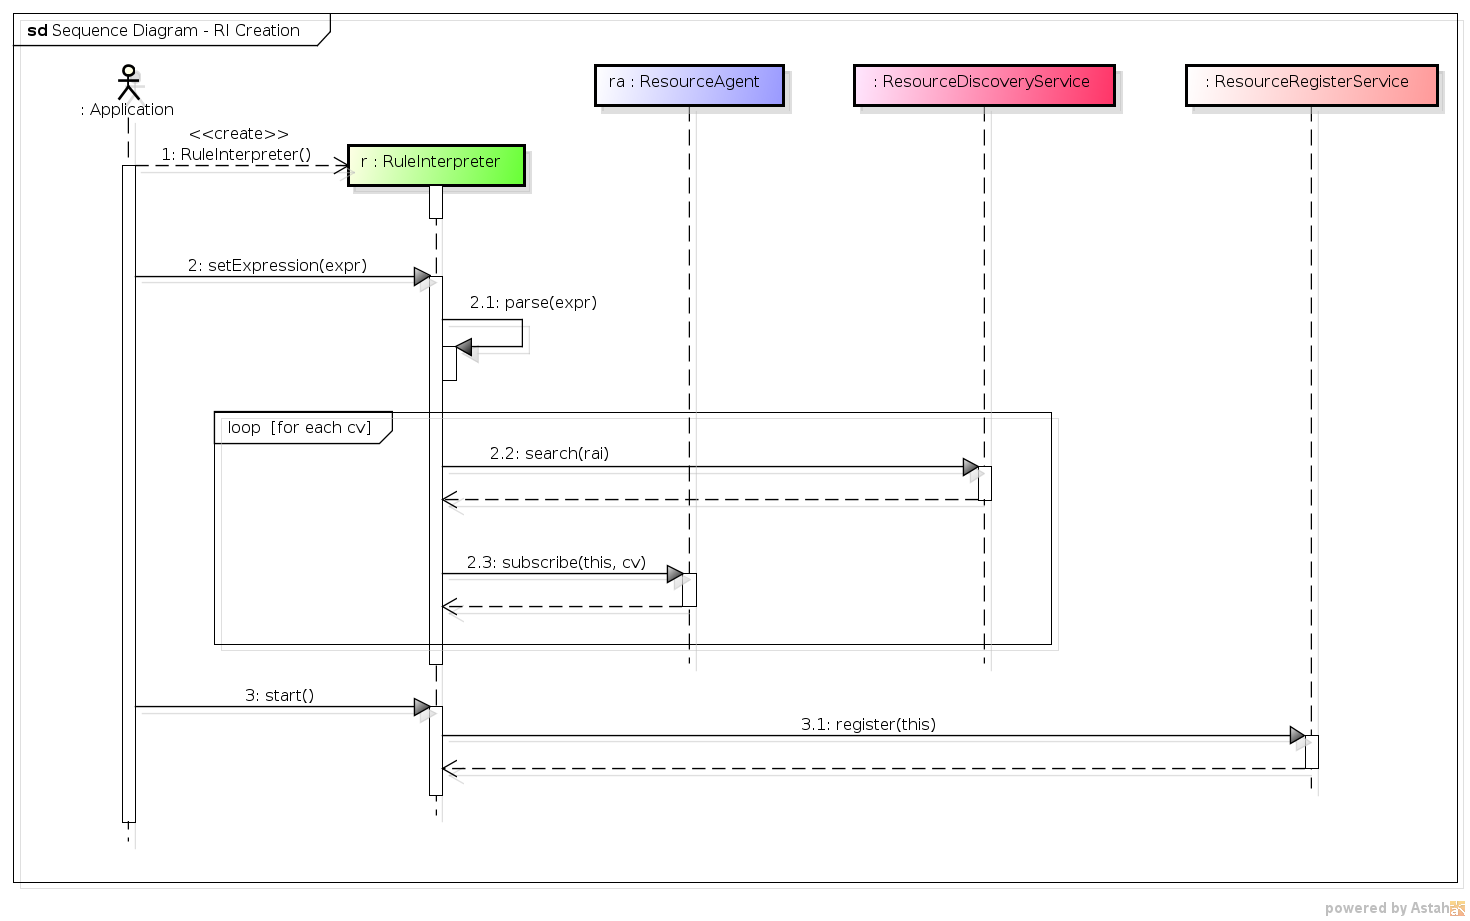 sd Sequence Diagram - RI Creation
: Application
ra : ResourceAgent
: ResourceDiscoveryService
: ResourceRegisterService
<<create>>
1: RuleInterpreter()
r : RuleInterpreter
2: setExpression(expr)
2.1: parse(expr)
loop [for each cv]
2.2: search(rai)
2.3: subscribe(this, cv)
3: start()
3.1: register(this)
powered by Astah